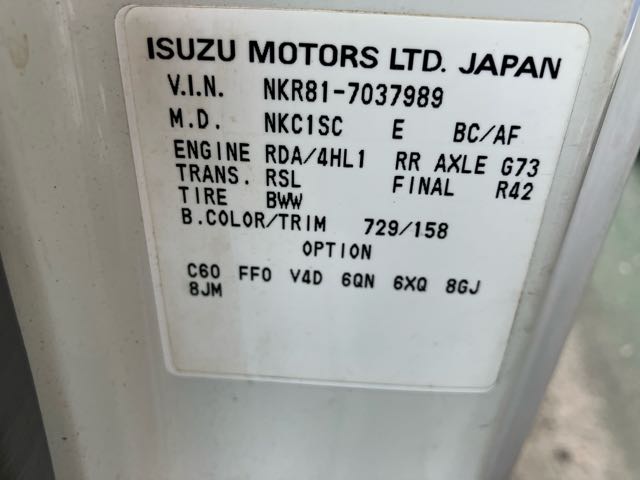 ISUZU MOTORS LTD. JAPAN
V.I.N. NKR81-7037989
M.D. NKC1SC E BC/AF
ENGINE RDA/4HL1 RR AXLE G73
TRANS. RSL FINAL R42
TIRE BWW
B.COLOR/TRIM 729/158
OPTION
C60 FF0 V4D 6QN 6XQ 8GJ
8JM